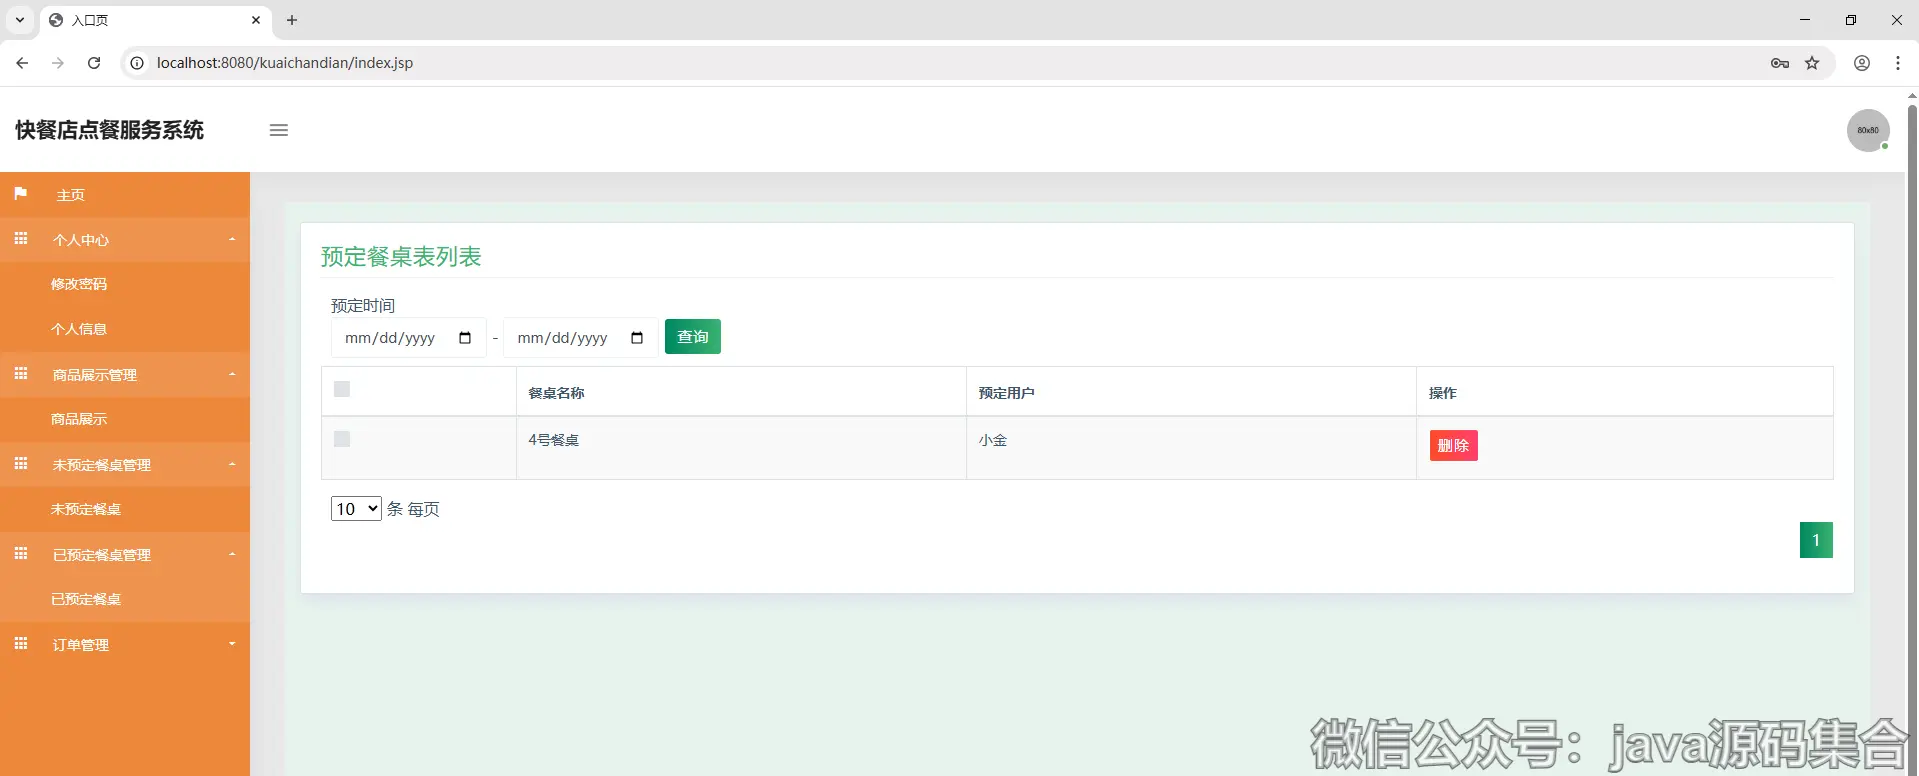 入口页
localhost:8080/kuaichandian/index.jsp
快餐店点餐服务系统
80x80
主页
个人中心
修改密码
个人信息
商品展示管理
商品展示
未预定餐桌管理
未预定餐桌
已预定餐桌管理
已预定餐桌
订单管理
预定餐桌表列表
预定时间
mm/dd/yyyy - mm/dd/yyyy 查询
餐桌名称 预定用户 操作
4号餐桌 小金 删除
10 条 每页
1
微信公众号：java源码集合